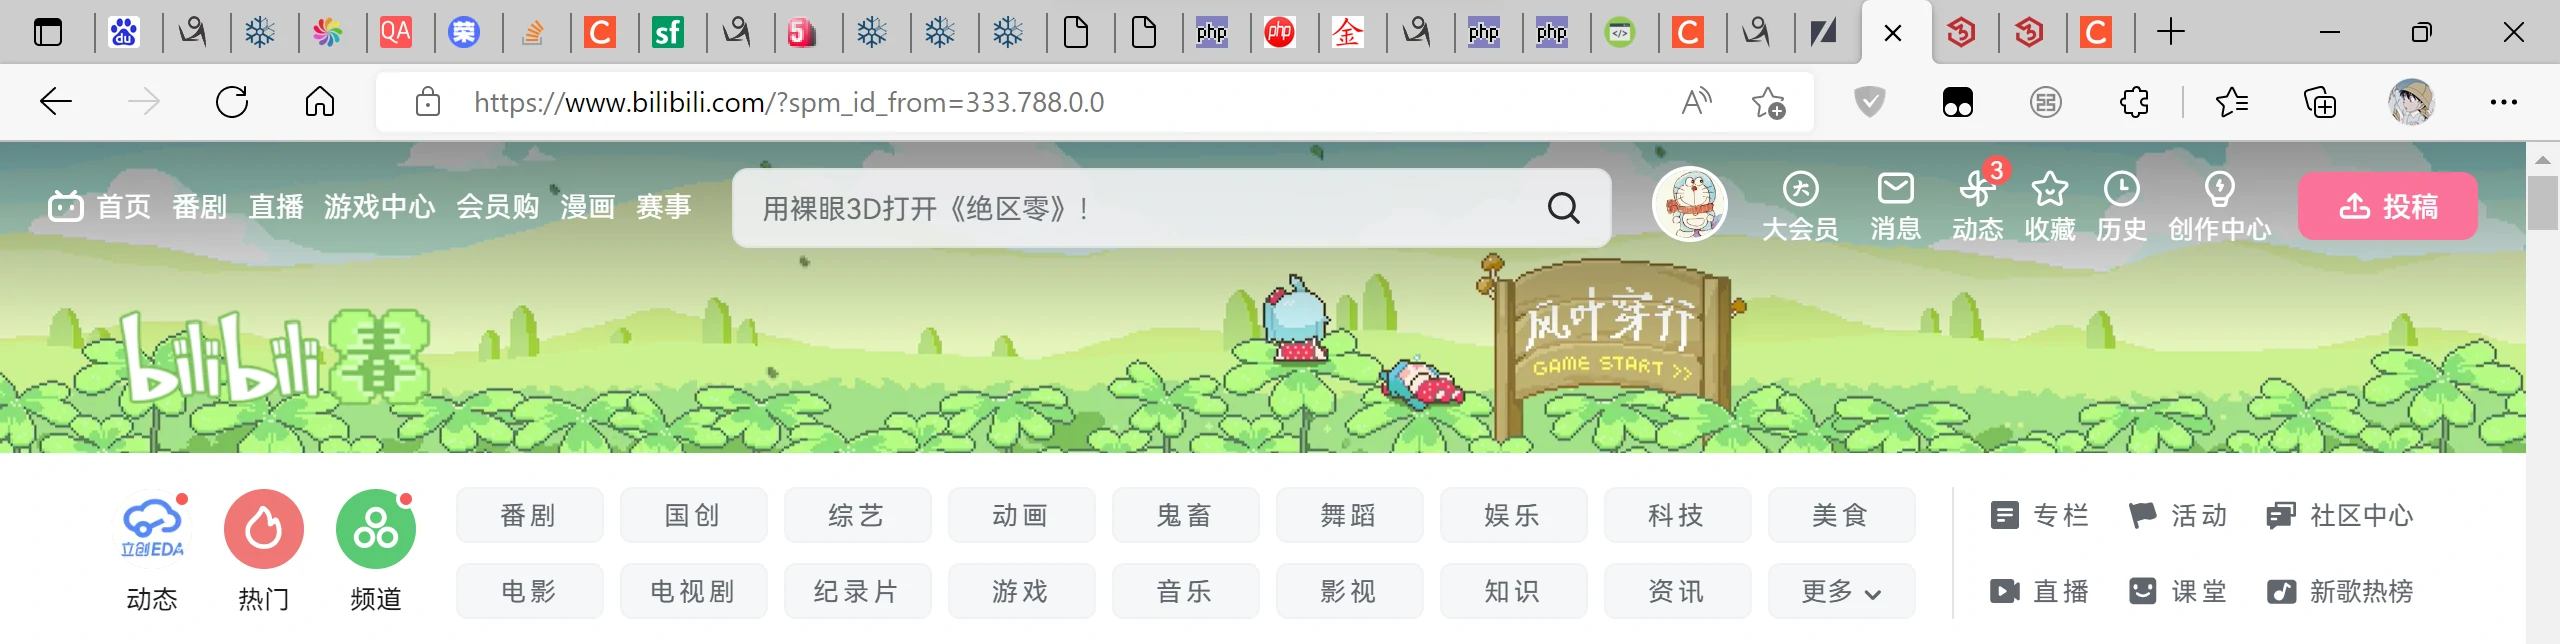 du
QA
荣
C
sf
5
php
php
金
php
php
C
C
https://www.bilibili.com/?spm_id_from=333.788.0.0
首页 番剧 直播 游戏中心 会员购 漫画 赛事
用裸眼3D打开《绝区零》！
大会员 消息 3 动态 收藏 历史 创作中心 投稿
bilibili
风叶穿行
GAME START >>
立创EDA
动态 热门 频道
番剧 国创 综艺 动画 鬼畜 舞蹈 娱乐 科技 美食
电影 电视剧 纪录片 游戏 音乐 影视 知识 资讯 更多
专栏 活动 社区中心
直播 课堂 新歌热榜